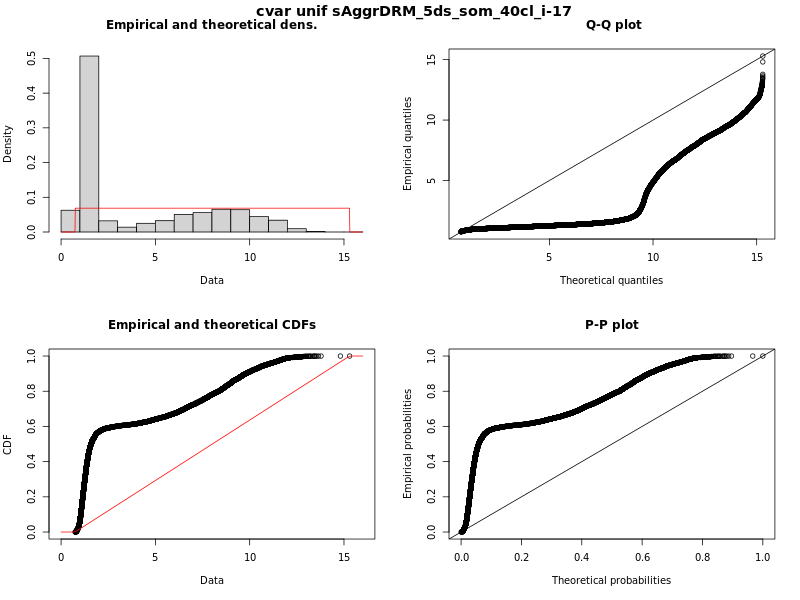 cvar unif sAggrDRM_5ds_som_40cl_i-17
Empirical and theoretical dens.
Density
0.0 0.1 0.2 0.3 0.4 0.5
0 5 10 15
Data
Q-Q plot
Empirical quantiles
5 10 15
5 10 15
Theoretical quantiles
Empirical and theoretical CDFs
CDF
0.0 0.2 0.4 0.6 0.8 1.0
0 5 10 15
Data
P-P plot
Empirical probabilities
0.0 0.2 0.4 0.6 0.8 1.0
0.0 0.2 0.4 0.6 0.8 1.0
Theoretical probabilities